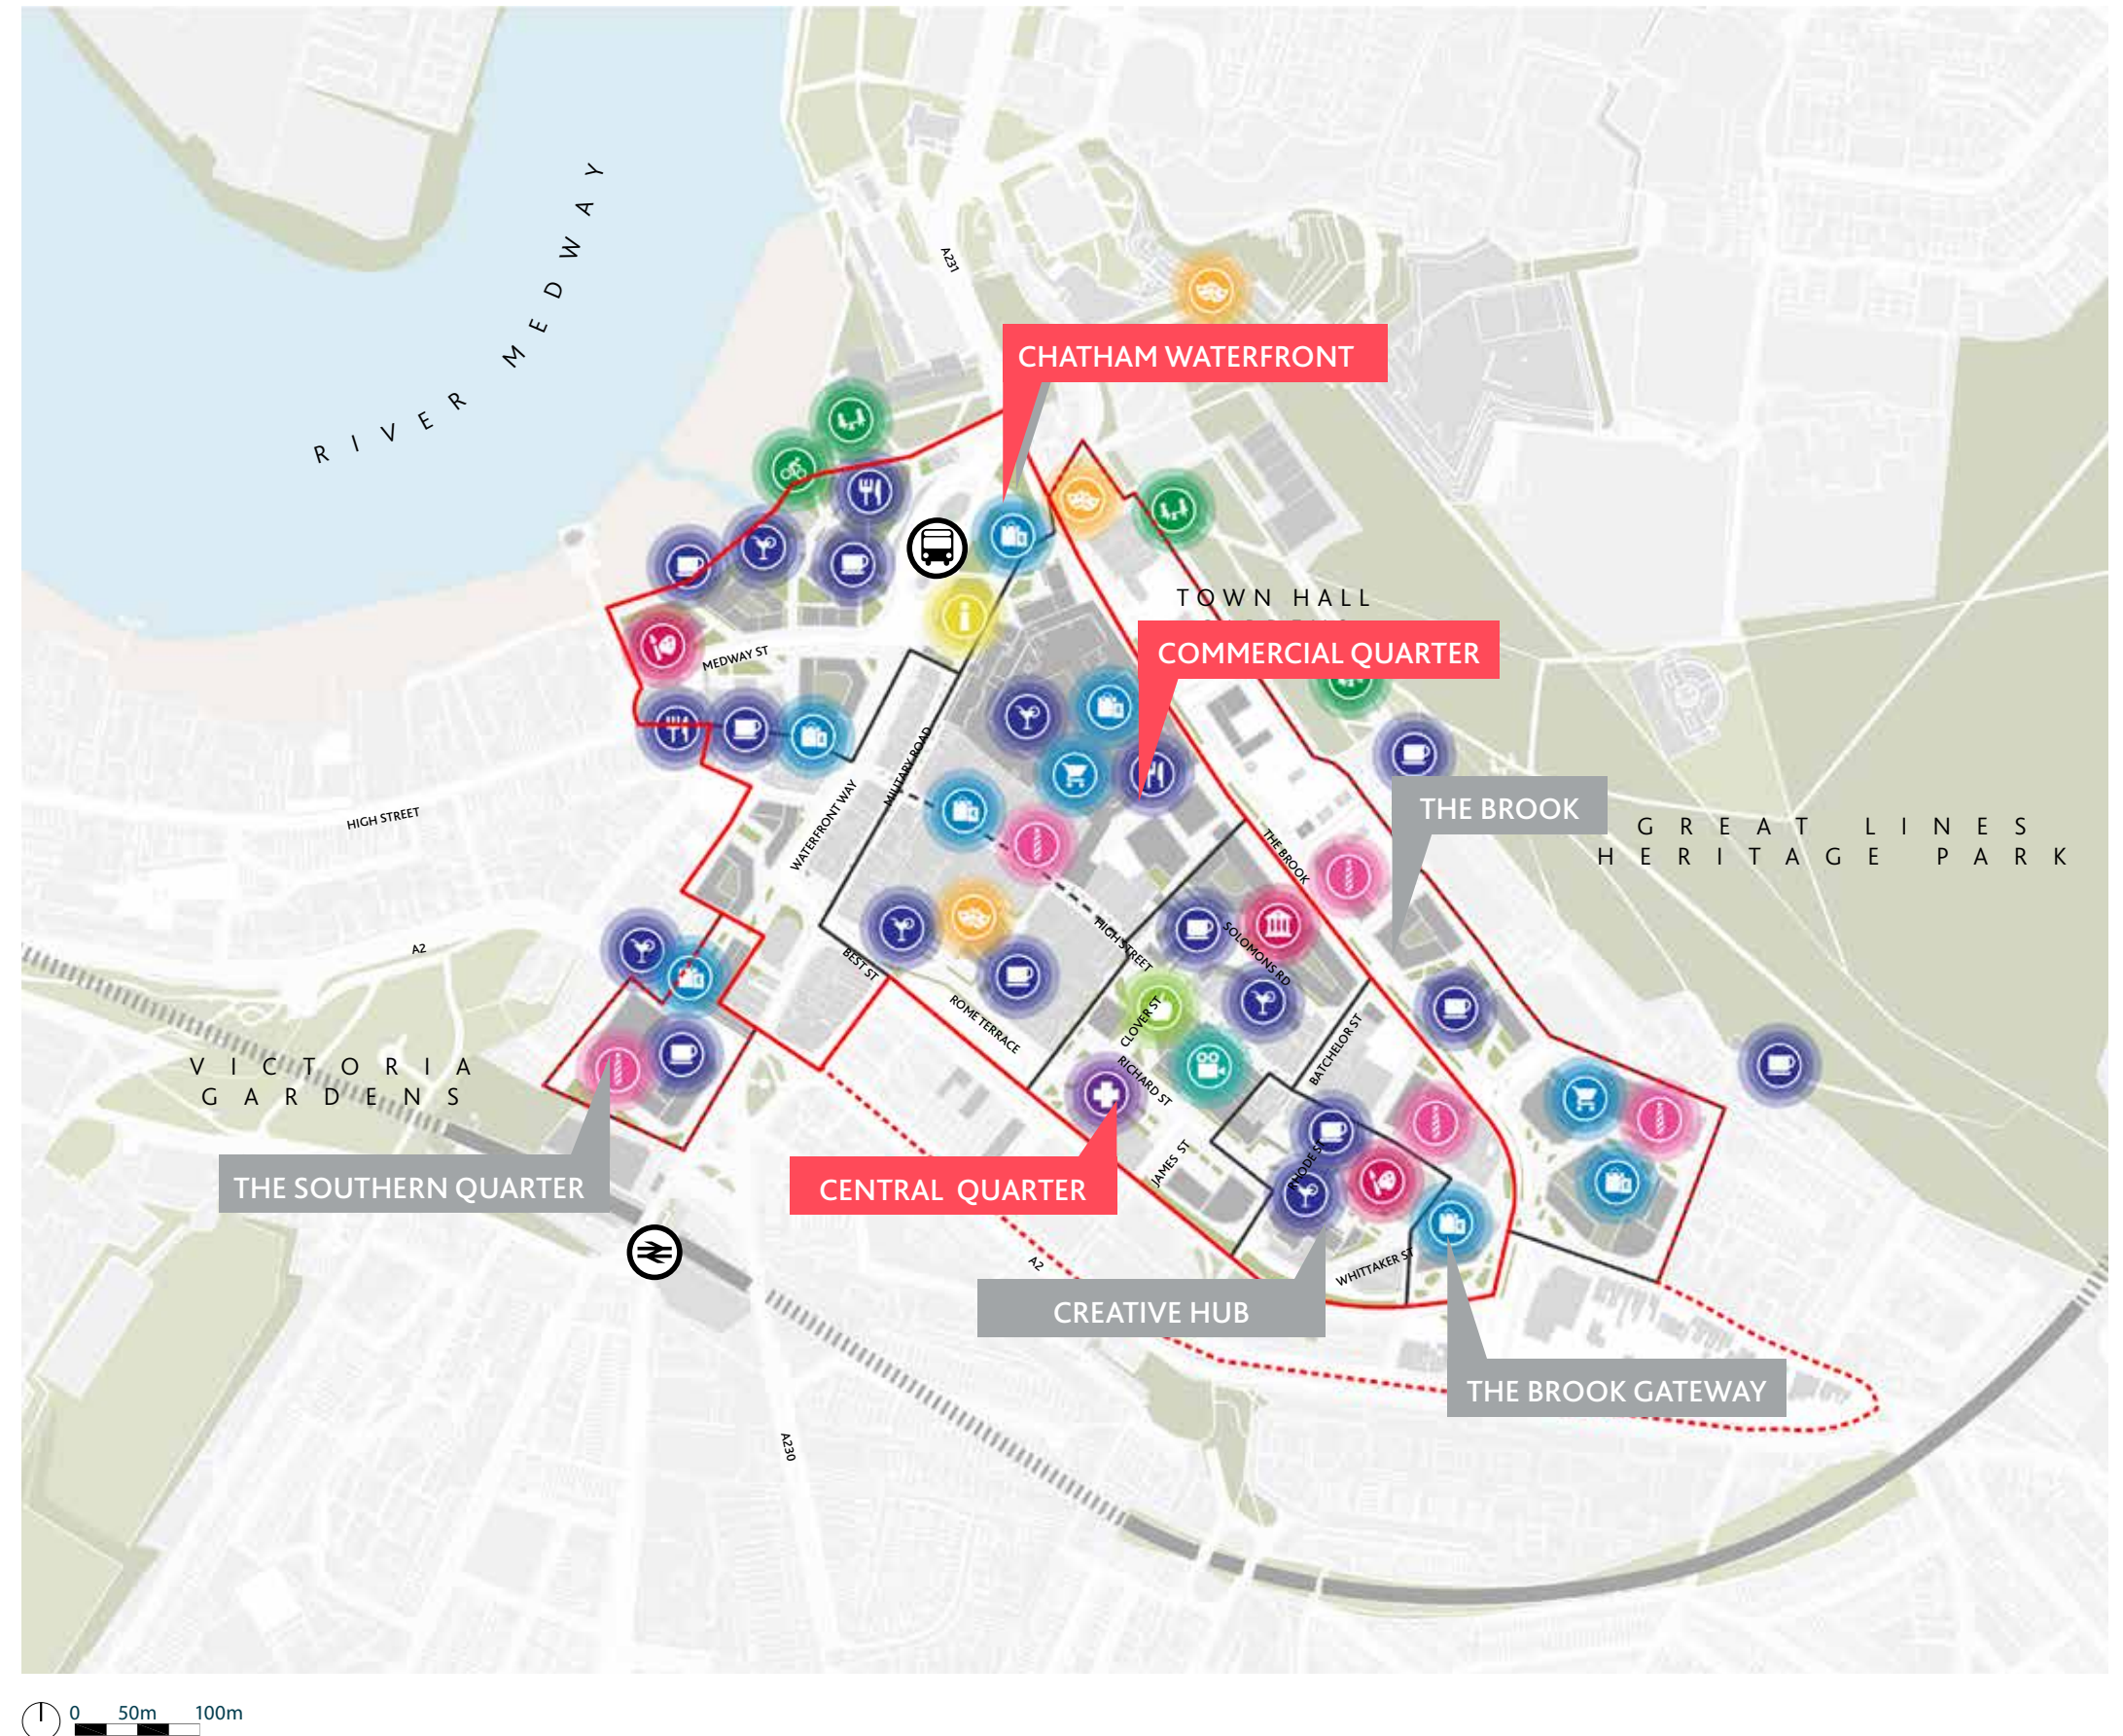 RIVER MEDWAY
A231
CHATHAM WATERFRONT
TOWN HALL
COMMERCIAL QUARTER
MEDWAY ST
MILITARY ROAD
WATERFRONT WAY
HIGH STREET
THE BROOK
THE BROOK
GREAT LINES
HERITAGE PARK
A2
BEST ST
HIGH STREET
SOLOMONS RD
ROME TERRACE
CLOVER ST
RICHARD ST
BATCHELOR ST
VICTORIA
GARDENS
JAMES ST
RHODE ST
THE SOUTHERN QUARTER
CENTRAL QUARTER
A2
WHITTAKER ST
CREATIVE HUB
THE BROOK GATEWAY
A230
0 50m 100m